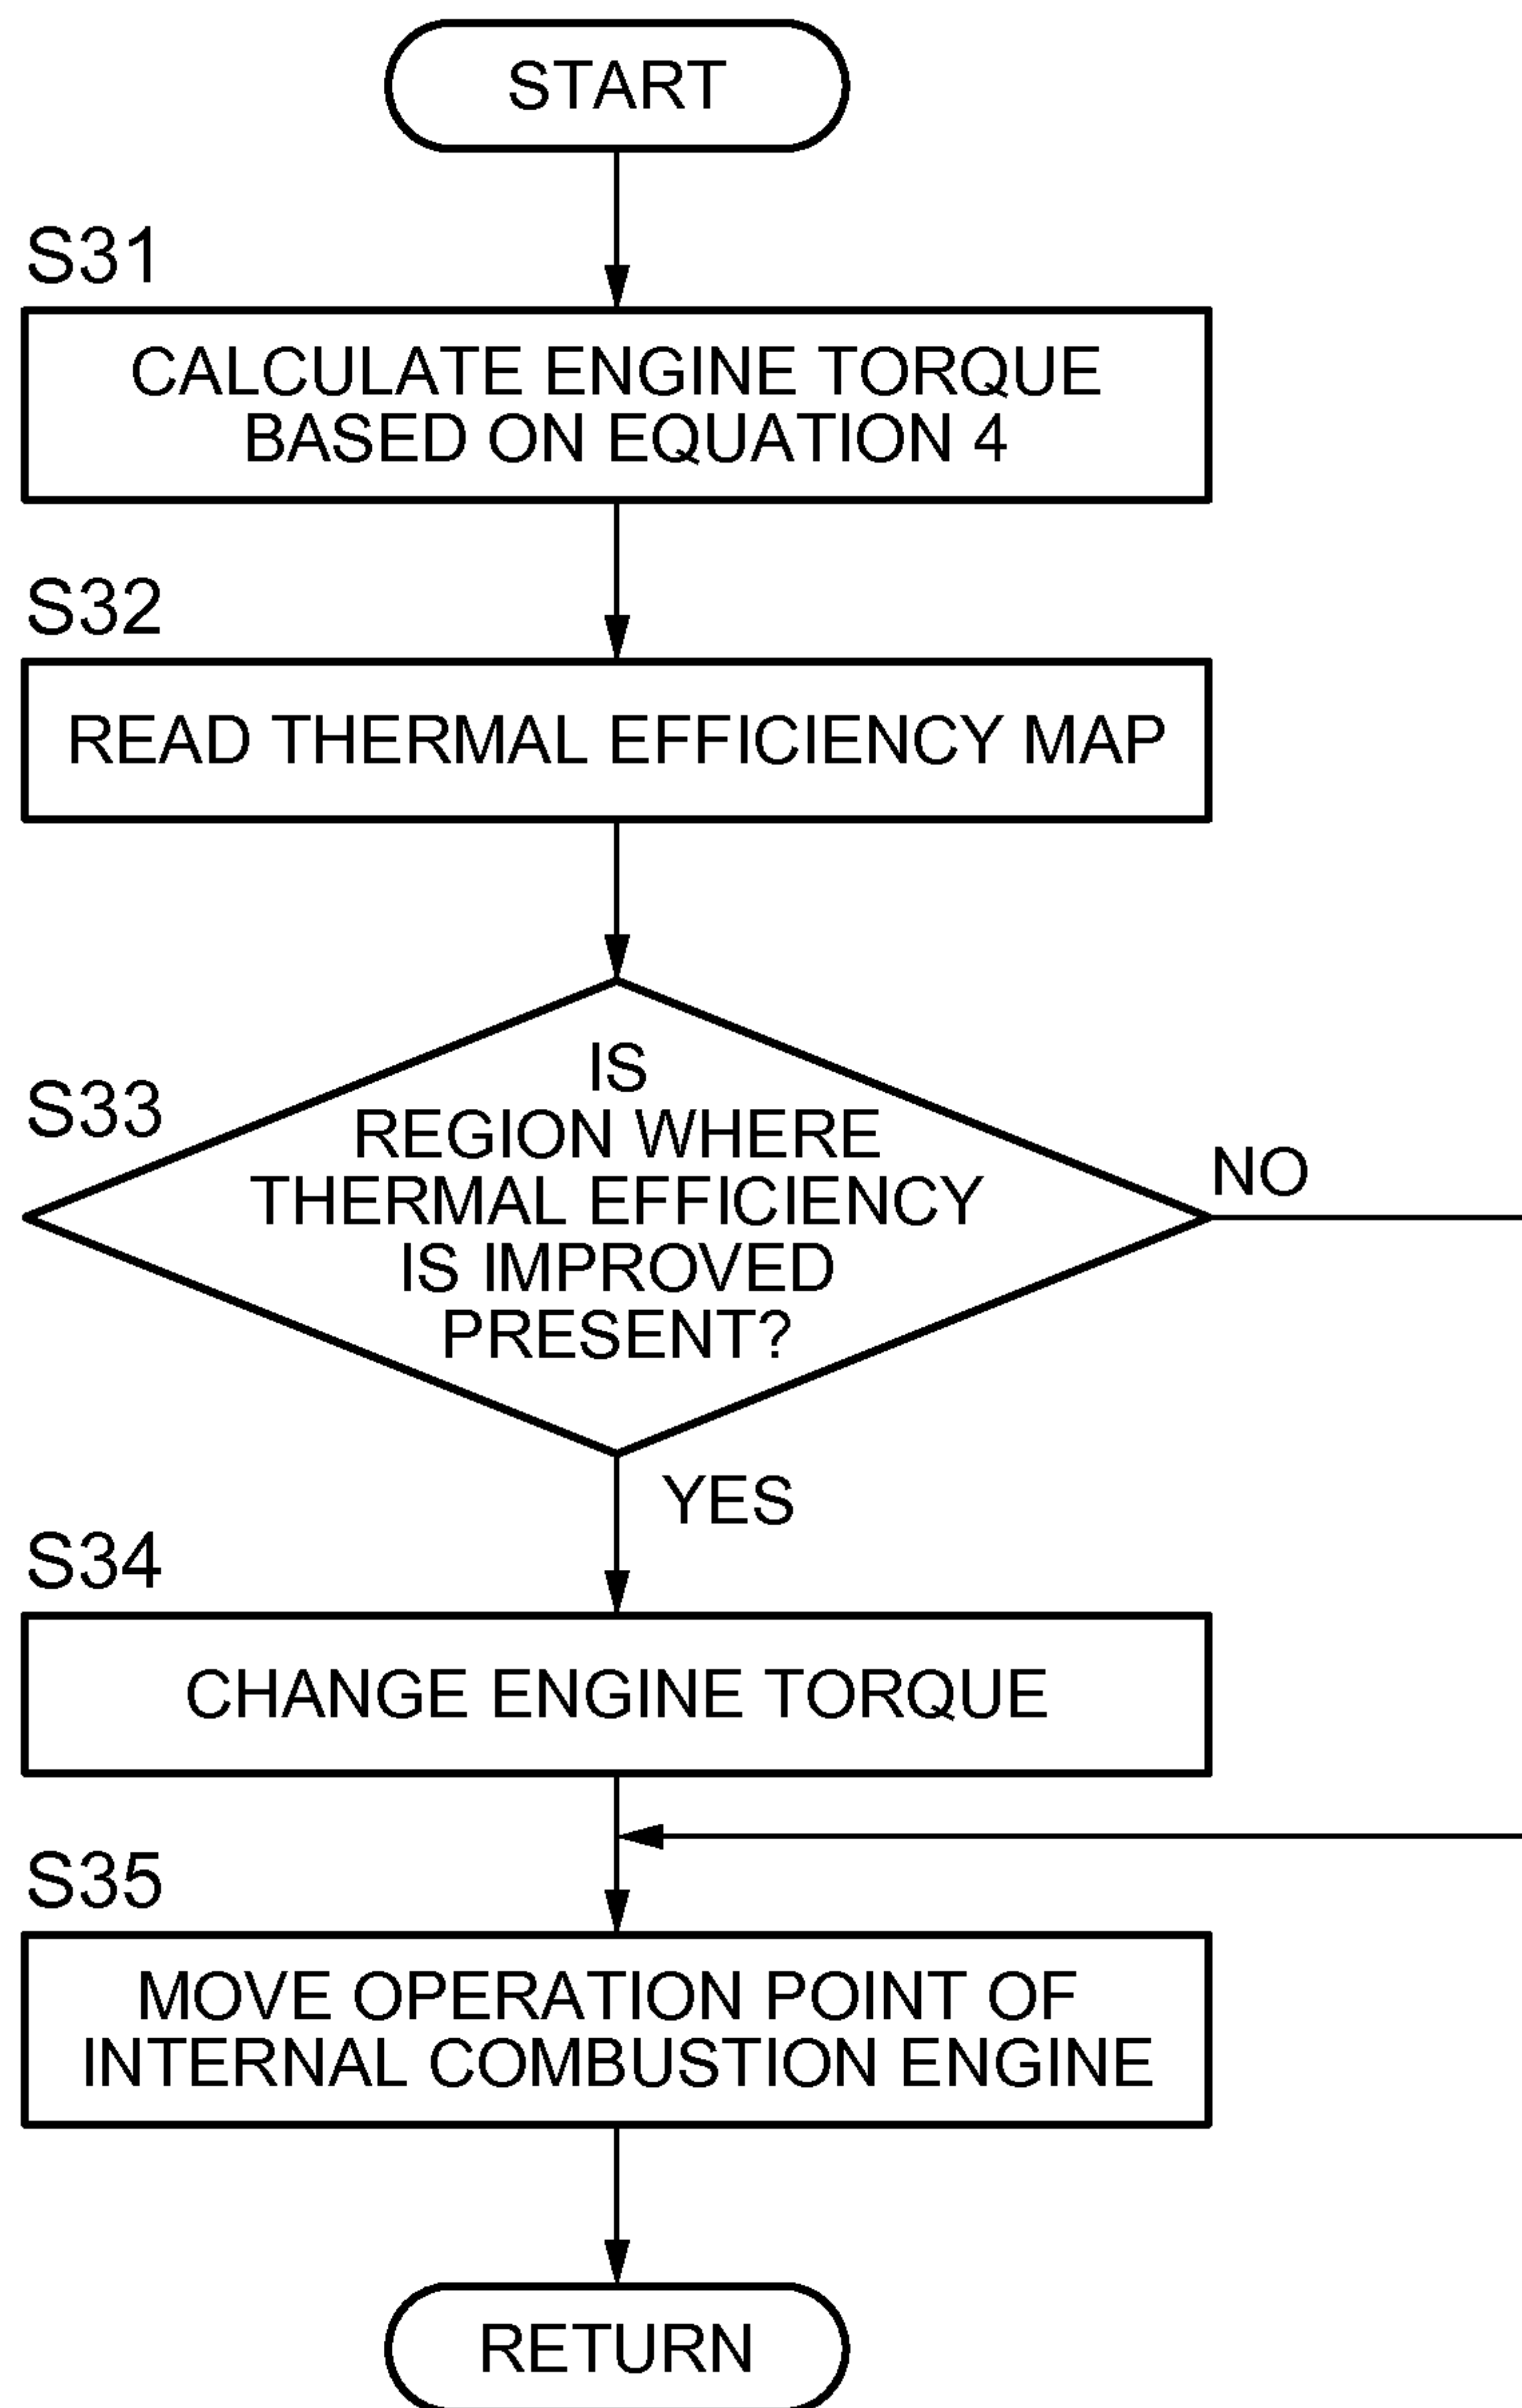 START
S31
CALCULATE ENGINE TORQUE
BASED ON EQUATION 4
S32
READ THERMAL EFFICIENCY MAP
S33
IS
REGION WHERE
THERMAL EFFICIENCY
IS IMPROVED
PRESENT?
NO
YES
S34
CHANGE ENGINE TORQUE
S35
MOVE OPERATION POINT OF
INTERNAL COMBUSTION ENGINE
RETURN